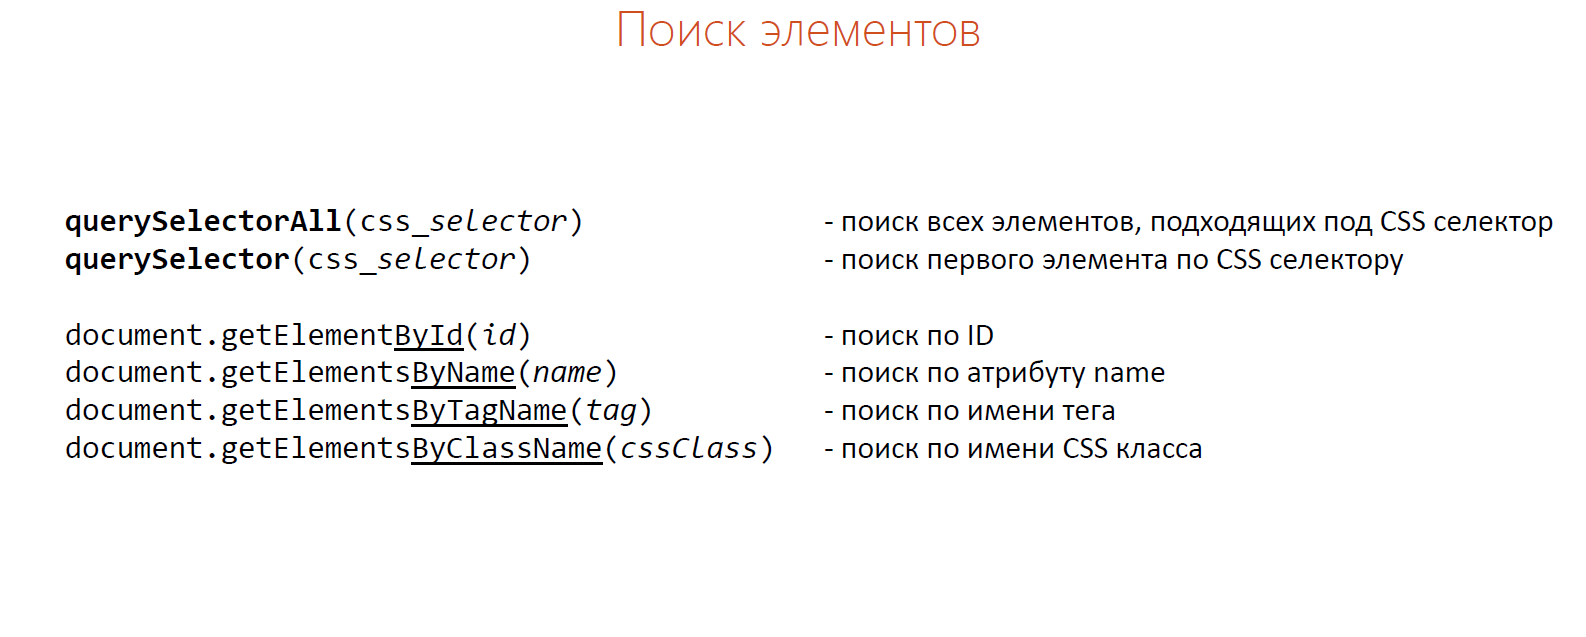 Поиск элементов
querySelectorAll(css_selector) - поиск всех элементов, подходящих под CSS селектор
querySelector(css_selector) - поиск первого элемента по CSS селектору
document.getElementById(id) - поиск по ID
document.getElementsByName(name) - поиск по атрибуту name
document.getElementsByTagName(tag) - поиск по имени тега
document.getElementsByClassName(cssClass) - поиск по имени CSS класса